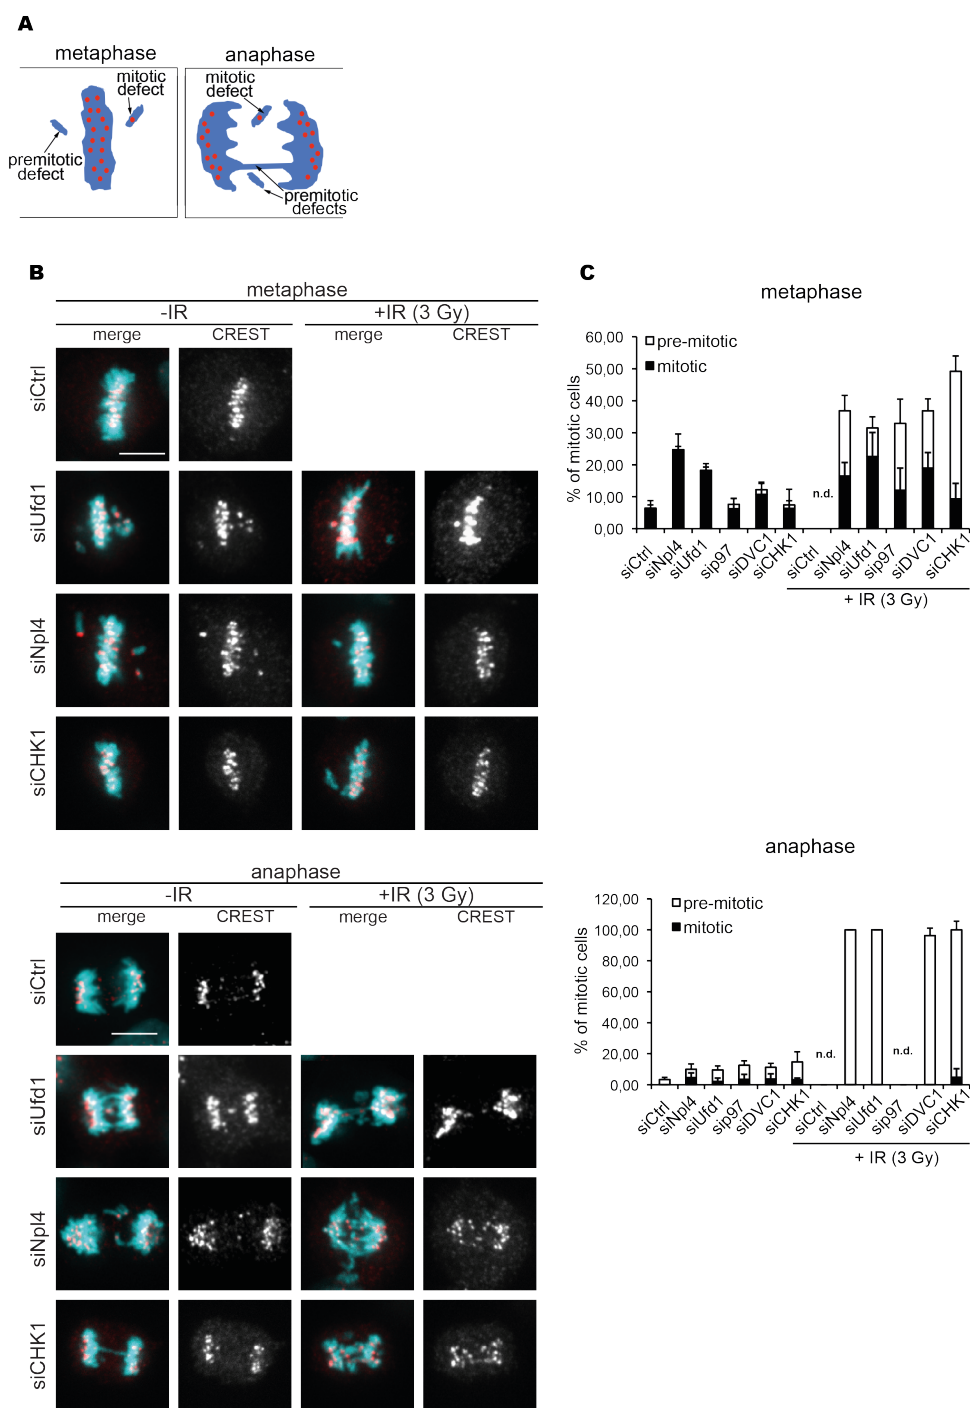 A
metaphase
anaphase
mitotic
defect
premitotic
defect
mitotic
defect
premitotic
defects
B
metaphase
-IR
+IR (3 Gy)
merge
CREST
merge
CREST
siCtrl
siUfd1
siNpl4
siCHK1
anaphase
-IR
+IR (3 Gy)
merge
CREST
merge
CREST
siCtrl
siUfd1
siNpl4
siCHK1
C
metaphase
% of mitotic cells
60,00
50,00
40,00
30,00
20,00
10,00
0,00
pre-mitotic
mitotic
n.d.
siCtrl
siNpl4
siUfd1
sip97
siDVC1
siCHK1
siCtrl
siNpl4
siUfd1
sip97
siDVC1
siCHK1
+ IR (3 Gy)
anaphase
% of mitotic cells
120,00
100,00
80,00
60,00
40,00
20,00
0,00
pre-mitotic
mitotic
n.d.
n.d.
siCtrl
siNpl4
siUfd1
sip97
siDVC1
siCHK1
siCtrl
siNpl4
siUfd1
sip97
siDVC1
siCHK1
+ IR (3 Gy)